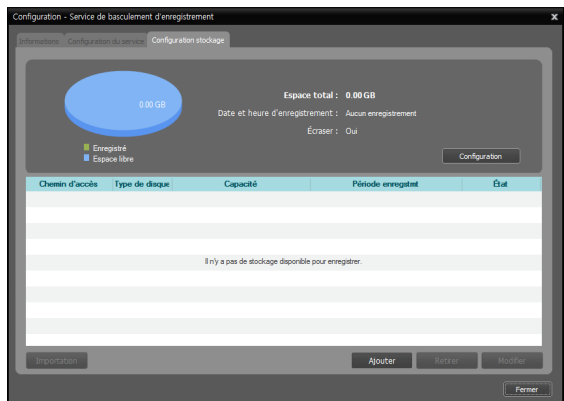 Configuration - Service de basculement d'enregistrement X
Informations Configuration du service Configuration stockage
0.00 GB
Espace total : 0.00 GB
Date et heure d'enregistrement : Aucun enregistrement
Écraser : Oui
Enregistré
Espace libre
Configuration
Chemin d'accès Type de disque Capacité Période enregstmt État
Il n'y a pas de stockage disponible pour enregistrer.
Importation Ajouter Retirer Modifier
Fermer